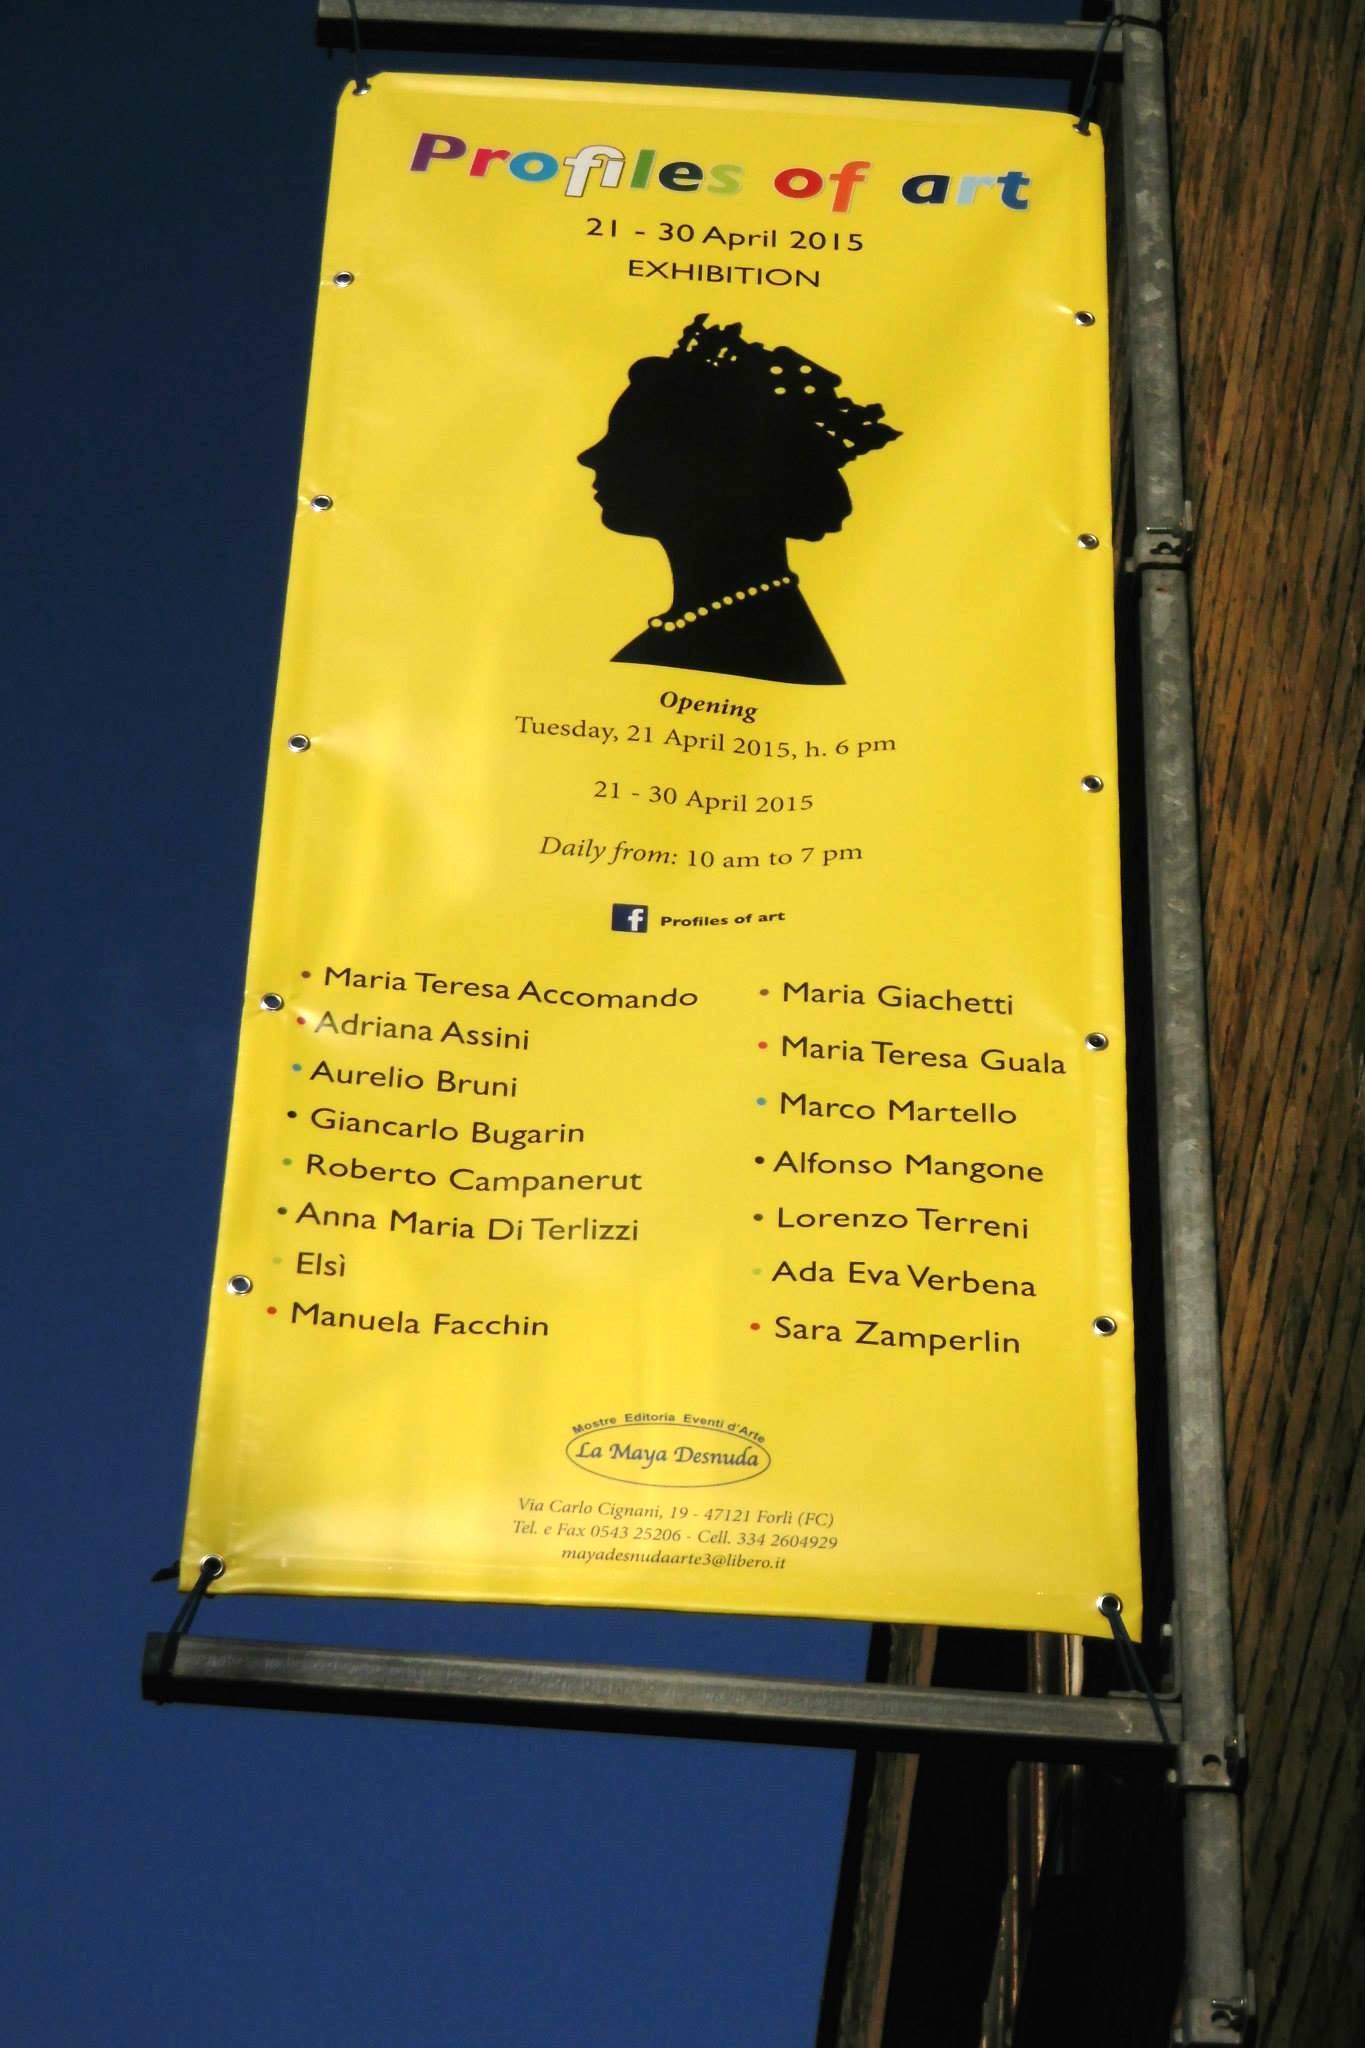 Profiles of art
21 - 30 April 2015
EXHIBITION
Opening
Tuesday, 21 April 2015, h. 6 pm
21 - 30 April 2015
Daily from: 10 am to 7 pm
f Profiles of art
• Maria Teresa Accomando
• Adriana Assini
• Aurelio Bruni
• Giancarlo Bugarin
• Roberto Campanerut
• Anna Maria Di Terlizzi
• Elsì
• Manuela Facchin
• Maria Giachetti
• Maria Teresa Guala
• Marco Martello
• Alfonso Mangone
• Lorenzo Terreni
• Ada Eva Verbena
• Sara Zamperlin
Mostre Editoria Eventi d'Arte
La Maya Desnuda
Via Carlo Cignani, 19 - 47121 Forlì (FC)
Tel. e Fax 0543 25206 - Cell. 334 2604929
mayadesnudaarte3@libero.it